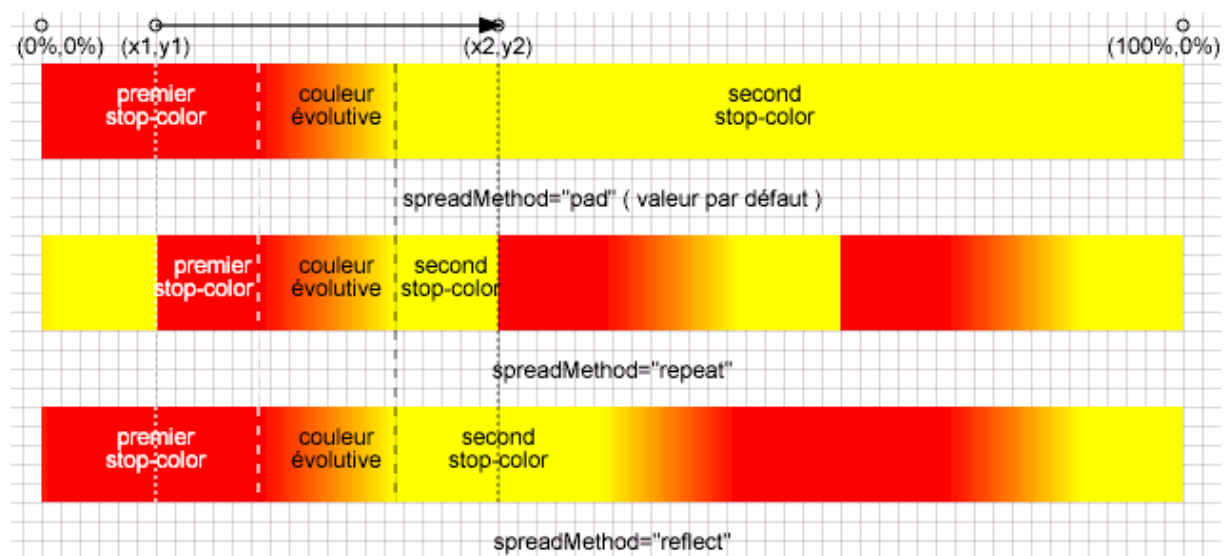 (0%,0%) (x1,y1) (x2,y2) (100%,0%)
premier couleur second
stop-color évolutive stop-color
spreadMethod="pad" ( valeur par défaut )
premier couleur second
stop-color évolutive stop-color
spreadMethod="repeat"
premier couleur second
stop-color évolutive stop-color
spreadMethod="reflect"